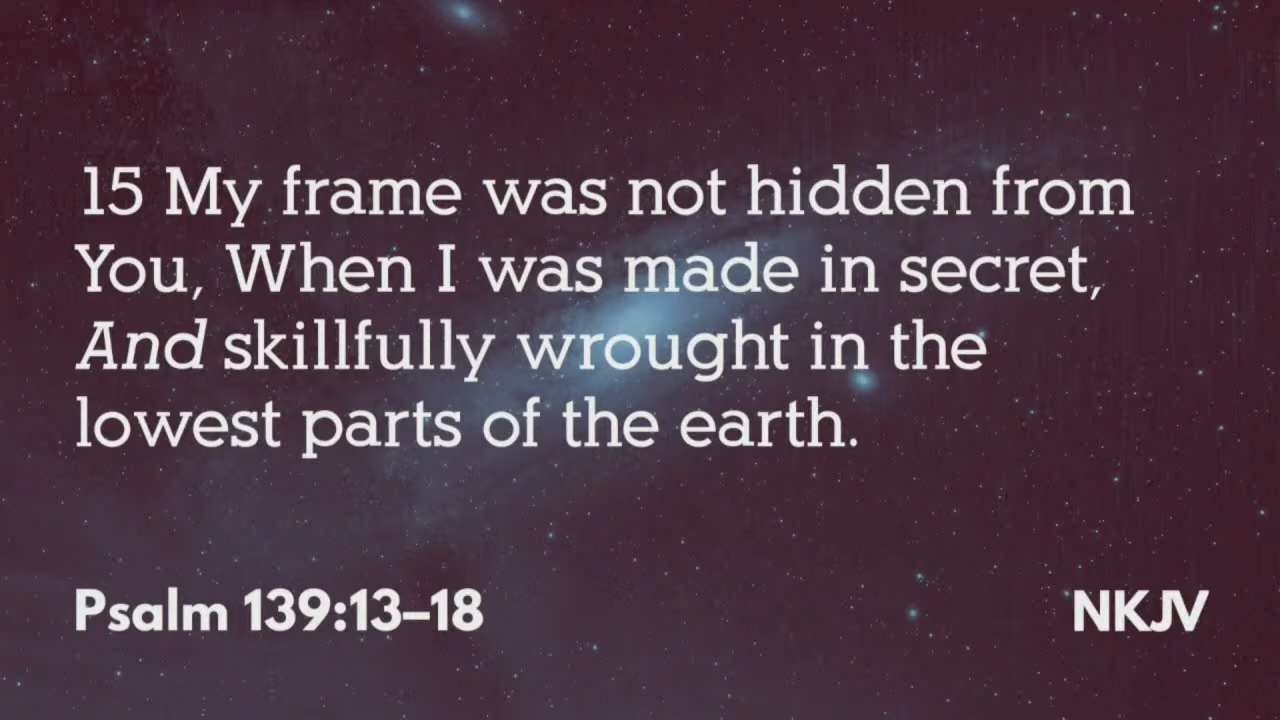 15 My frame was not hidden from
You, When I was made in secret,
And skillfully wrought in the
lowest parts of the earth.
Psalm 139:13–18
NKJV